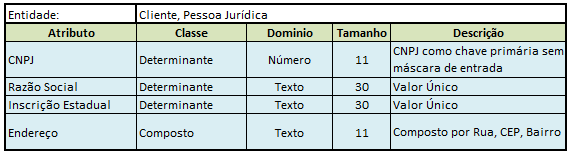 Entidade: Cliente, Pessoa Jurídica
Atributo Classe Dominio Tamanho Descrição
CNPJ Determinante Número 11 CNPJ como chave primária sem
máscara de entrada
Razão Social Determinante Texto 30 Valor Único
Inscrição Estadual Determinante Texto 30 Valor Único
Endereço Composto Texto 11 Composto por Rua, CEP, Bairro